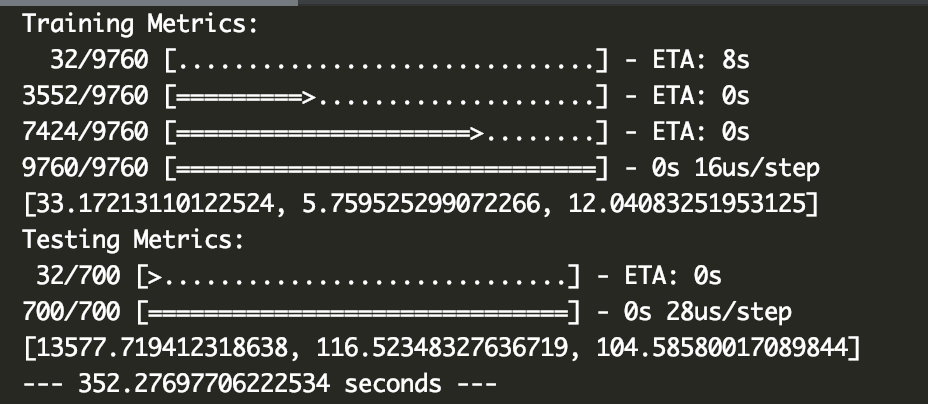 Training Metrics:
32/9760 [..............................] - ETA: 8s
3552/9760 [=========>....................] - ETA: 0s
7424/9760 [=====================>........] - ETA: 0s
9760/9760 [==============================] - 0s 16us/step
[33.17213110122524, 5.759525299072266, 12.04083251953125]
Testing Metrics:
32/700 [>.............................] - ETA: 0s
700/700 [==============================] - 0s 28us/step
[13577.719412318638, 116.52348327636719, 104.58580017089844]
--- 352.27697706222534 seconds ---